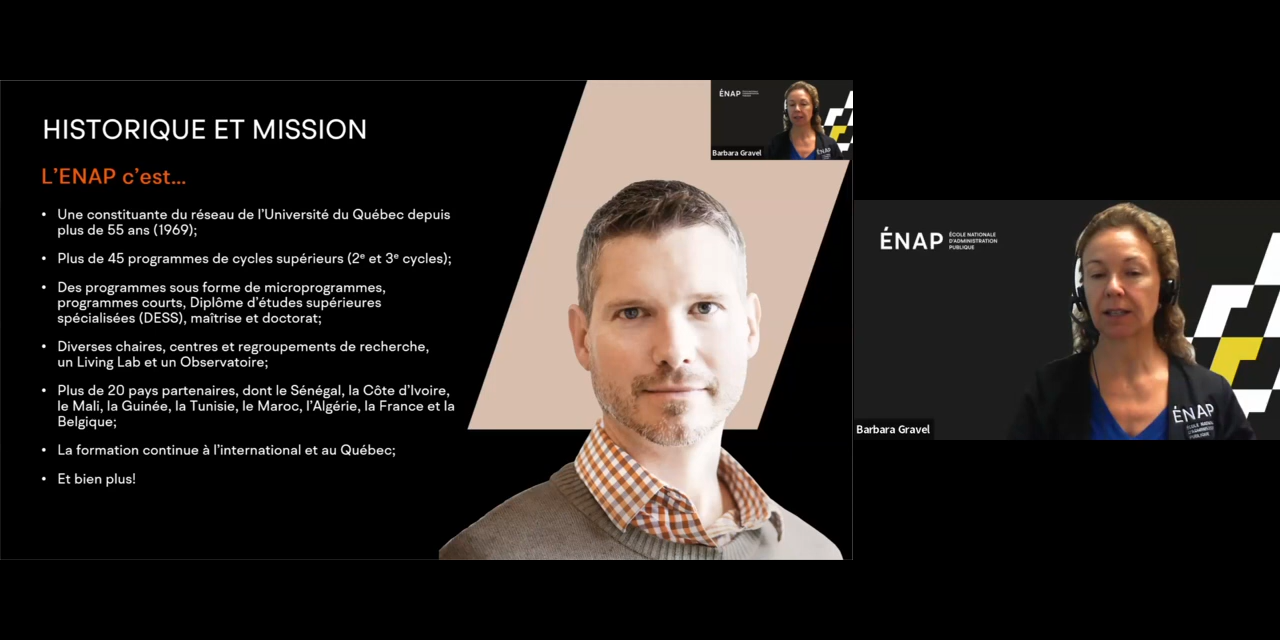 HISTORIQUE ET MISSION
L'ENAP c'est...
• Une constituante du réseau de l'Université du Québec depuis
plus de 55 ans (1969);
• Plus de 45 programmes de cycles supérieurs (2e et 3e cycles);
• Des programmes sous forme de microprogrammes,
programmes courts, Diplôme d'études supérieures
spécialisées (DESS), maîtrise et doctorat;
• Diverses chaires, centres et regroupements de recherche,
un Living Lab et un Observatoire;
• Plus de 20 pays partenaires, dont le Sénégal, la Côte d'Ivoire,
le Mali, la Guinée, la Tunisie, le Maroc, l'Algérie, la France et la
Belgique;
• La formation continue à l'international et au Québec;
• Et bien plus!
ÉNAP
ÉNAP
Barbara Gravel
ÉNAP
ÉCOLE NATIONALE
D'ADMINISTRATION
PUBLIQUE
ÉNAP
Barbara Gravel